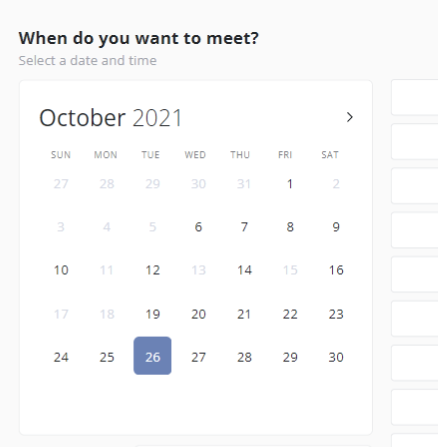 When do you want to meet?
Select a date and time
October 2021
SUN MON TUE WED THU FRI SAT
27 28 29 30 31 1 2
3 4 5 6 7 8 9
10 11 12 13 14 15 16
17 18 19 20 21 22 23
24 25 26 27 28 29 30